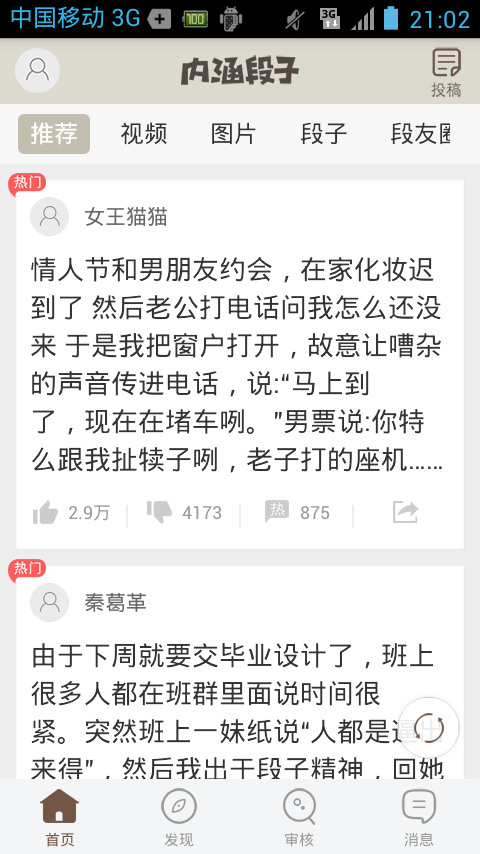 中国移动 3G 100 3G 21:02
内涵段子
投稿
推荐 视频 图片 段子 段友圈
热门
女王猫猫
情人节和男朋友约会，在家化妆迟
到了 然后老公打电话问我怎么还没
来 于是我把窗户打开，故意让嘈杂
的声音传进电话，说:“马上到
了，现在在堵车咧。”男票说:你特
么跟我扯犊子咧，老子打的座机……
2.9万 4173 热 875
热门
秦葛革
由于下周就要交毕业设计了，班上
很多人都在班群里面说时间很
紧。突然班上一妹纸说“人都是逼出
来得”，然后我出于段子精神，回她
首页 发现 审核 消息